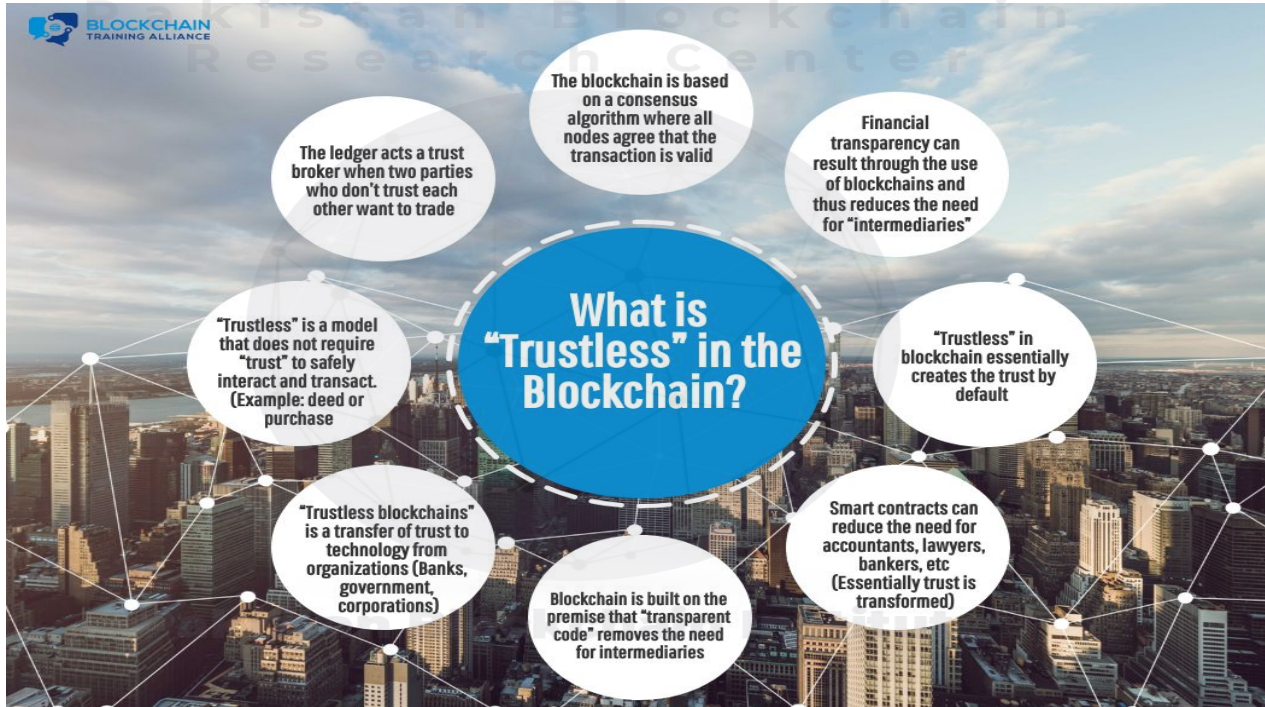 Pakistan Blockchain
Research Center
BLOCKCHAIN
TRAINING ALLIANCE
The blockchain is based
on a consensus
algorithm where all
nodes agree that the
transaction is valid
Financial
transparency can
result through the use
of blockchains and
thus reduces the need
for “intermediaries”
“Trustless” in
blockchain essentially
creates the trust by
default
Smart contracts can
reduce the need for
accountants, lawyers,
bankers, etc
(Essentially trust is
transformed)
Blockchain is built on the
premise that “transparent
code” removes the need
for intermediaries
“Trustless blockchains”
is a transfer of trust to
technology from
organizations (Banks,
government,
corporations)
“Trustless” is a model
that does not require
“trust” to safely
interact and transact.
(Example: deed or
purchase
The ledger acts a trust
broker when two parties
who don’t trust each
other want to trade
What is
“Trustless” in the
Blockchain?